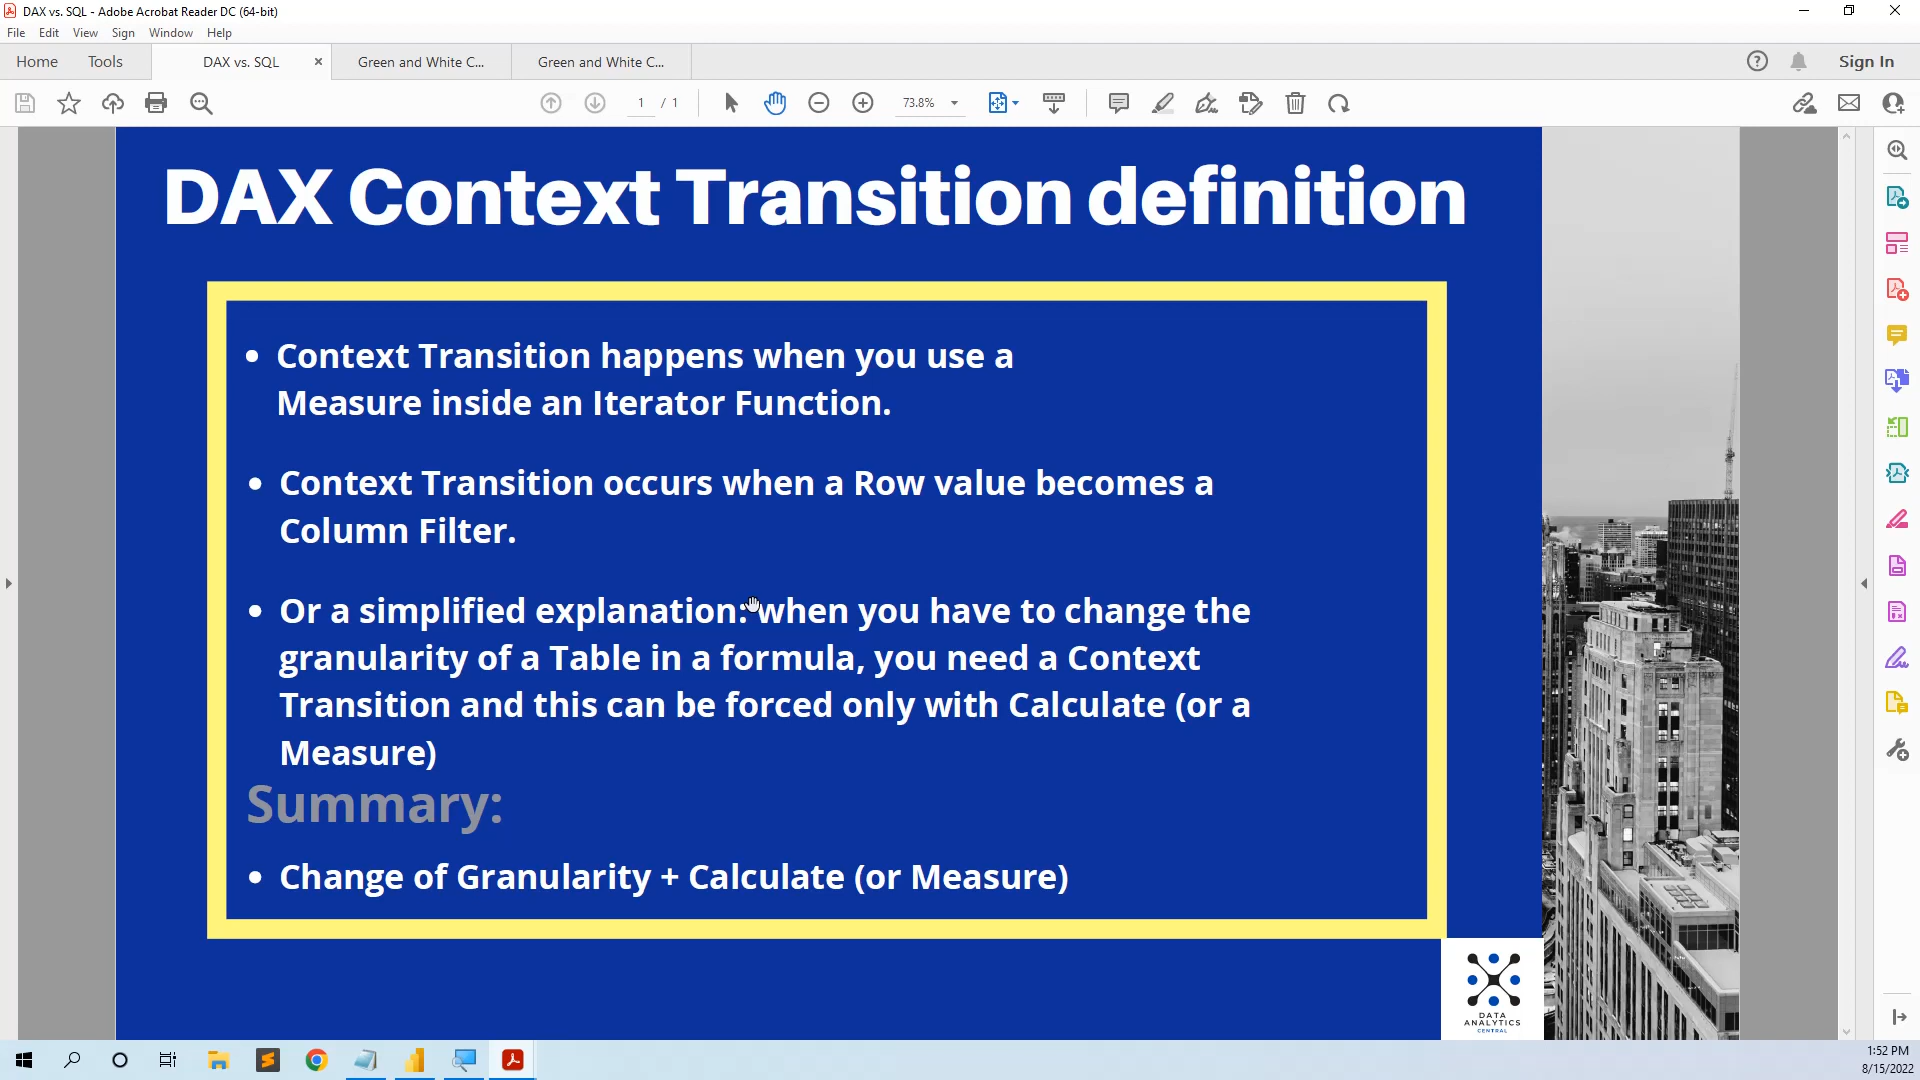 DAX vs. SQL - Adobe Acrobat Reader DC (64-bit)
File Edit View Sign Window Help
Home Tools DAX vs. SQL × Green and White C... Green and White C... Sign In
1 / 1 73.8%
DAX Context Transition definition
• Context Transition happens when you use a
Measure inside an Iterator Function.
• Context Transition occurs when a Row value becomes a
Column Filter.
• Or a simplified explanation: when you have to change the
granularity of a Table in a formula, you need a Context
Transition and this can be forced only with Calculate (or a
Measure)
Summary:
• Change of Granularity + Calculate (or Measure)
DATA
ANALYTICS
CENTRAL
1:52 PM
8/15/2022